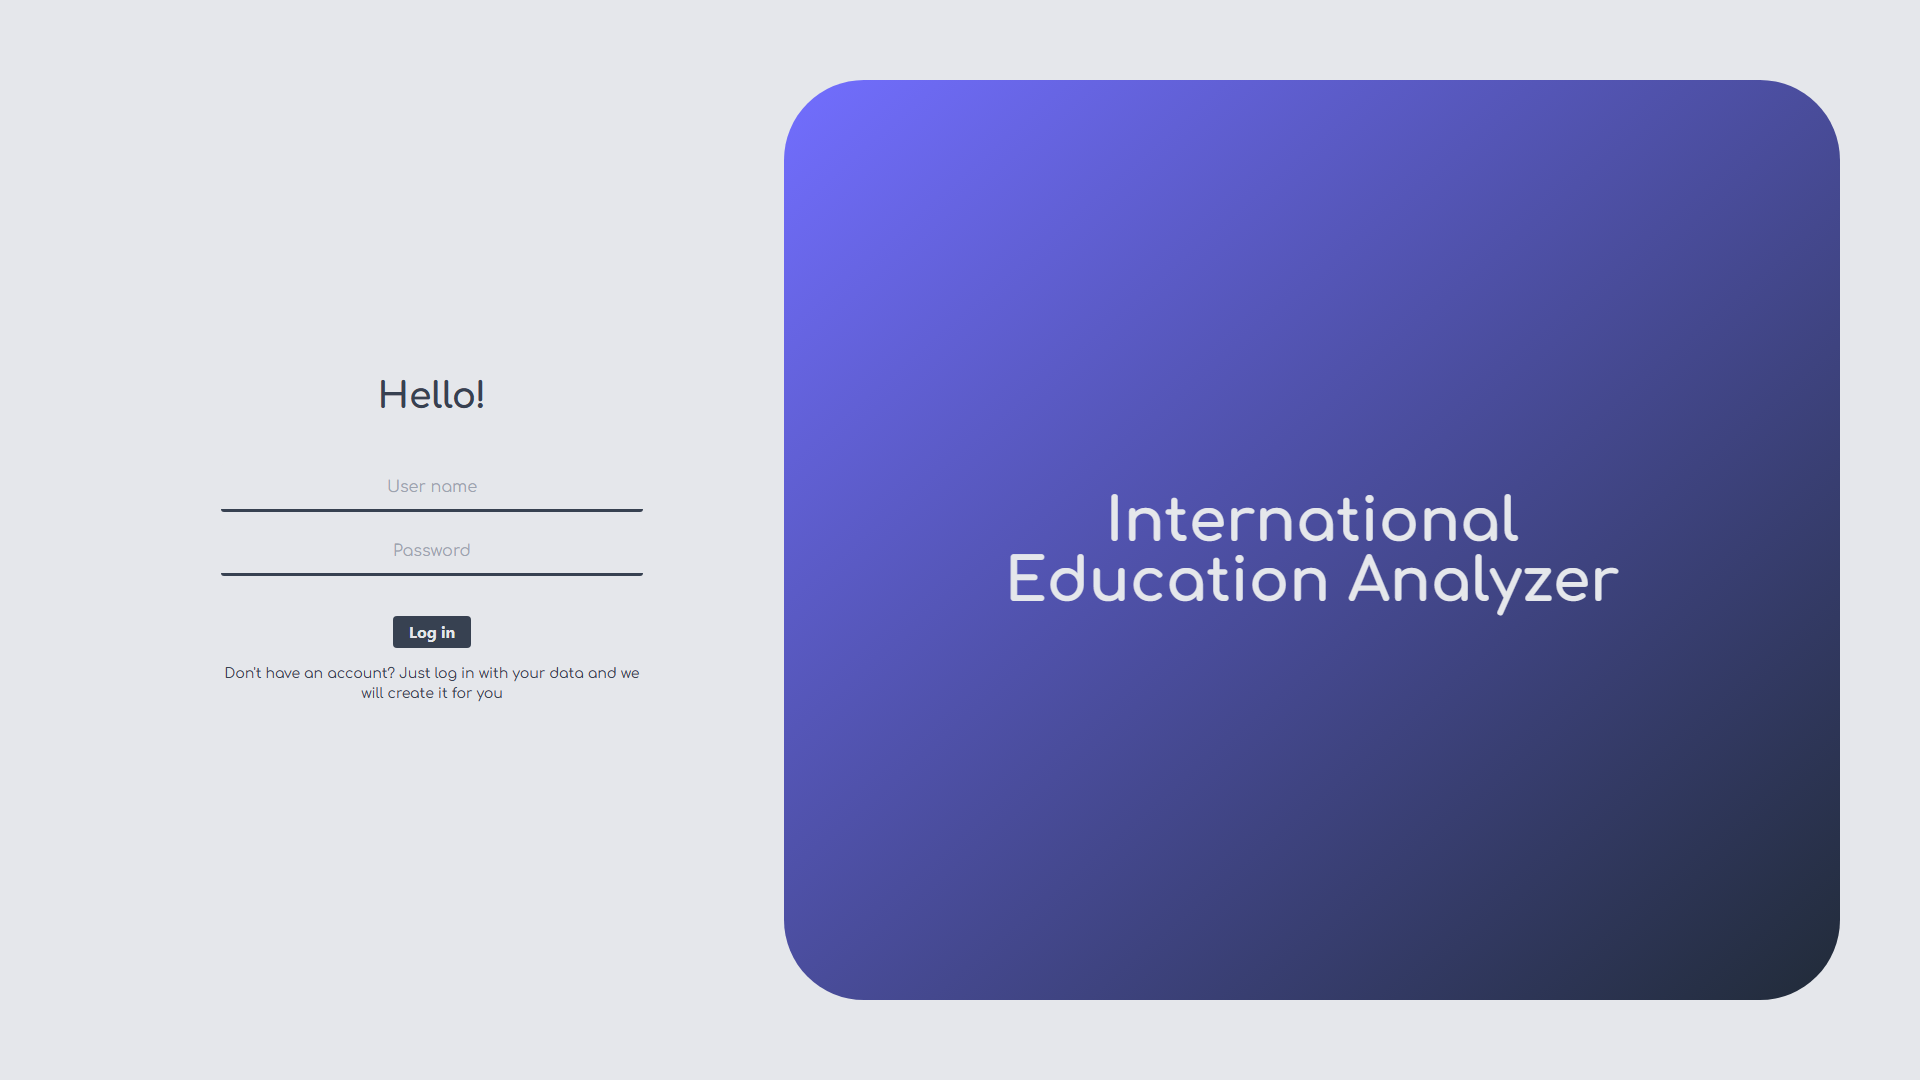 Hello!
User name
Password
Log in
Don't have an account? Just log in with your data and we
will create it for you
International
Education Analyzer